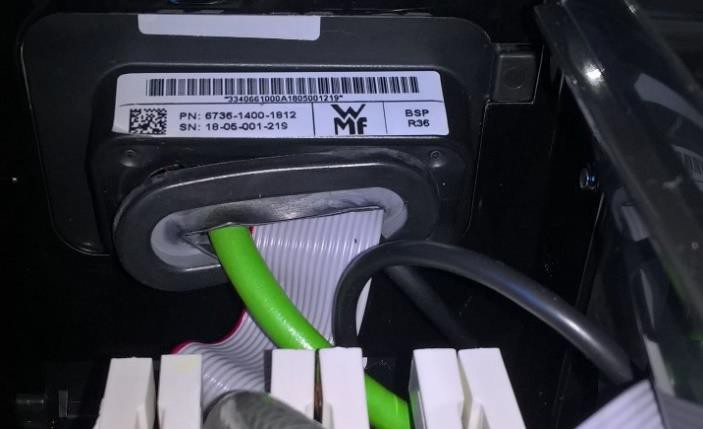 "3340661000A1805001219"
PN: 6736-1400-1812
SN: 18-05-001-219
WMF
BSP
R36